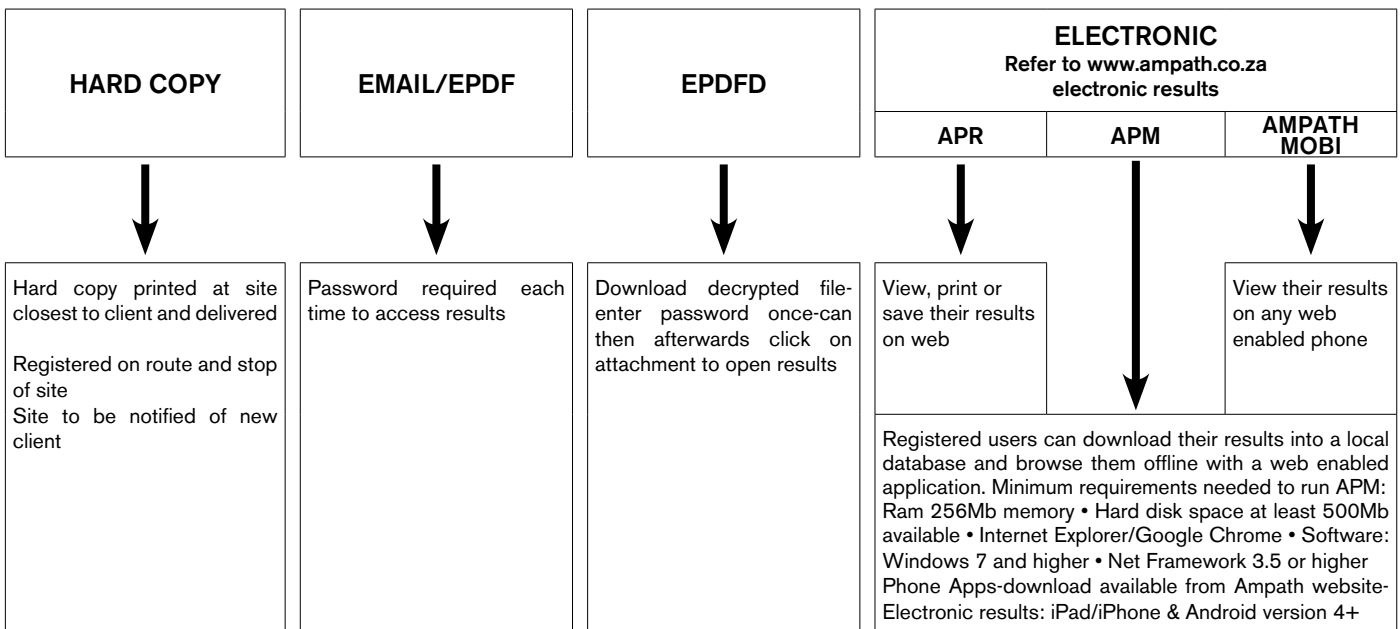 HARD COPY
EMAIL/EPDF
EPDFD
ELECTRONIC
Refer to www.ampath.co.za
electronic results
APR
APM
AMPATH
MOBI
Hard copy printed at site
closest to client and delivered
Registered on route and stop
of site
Site to be notified of new
client
Password required each
time to access results
Download decrypted file-
enter password once-can
then afterwards click on
attachment to open results
View, print or
save their results
on web
View their results
on any web
enabled phone
Registered users can download their results into a local
database and browse them offline with a web enabled
application. Minimum requirements needed to run APM:
Ram 256Mb memory • Hard disk space at least 500Mb
available • Internet Explorer/Google Chrome • Software:
Windows 7 and higher • Net Framework 3.5 or higher
Phone Apps-download available from Ampath website-
Electronic results: iPad/iPhone & Android version 4+